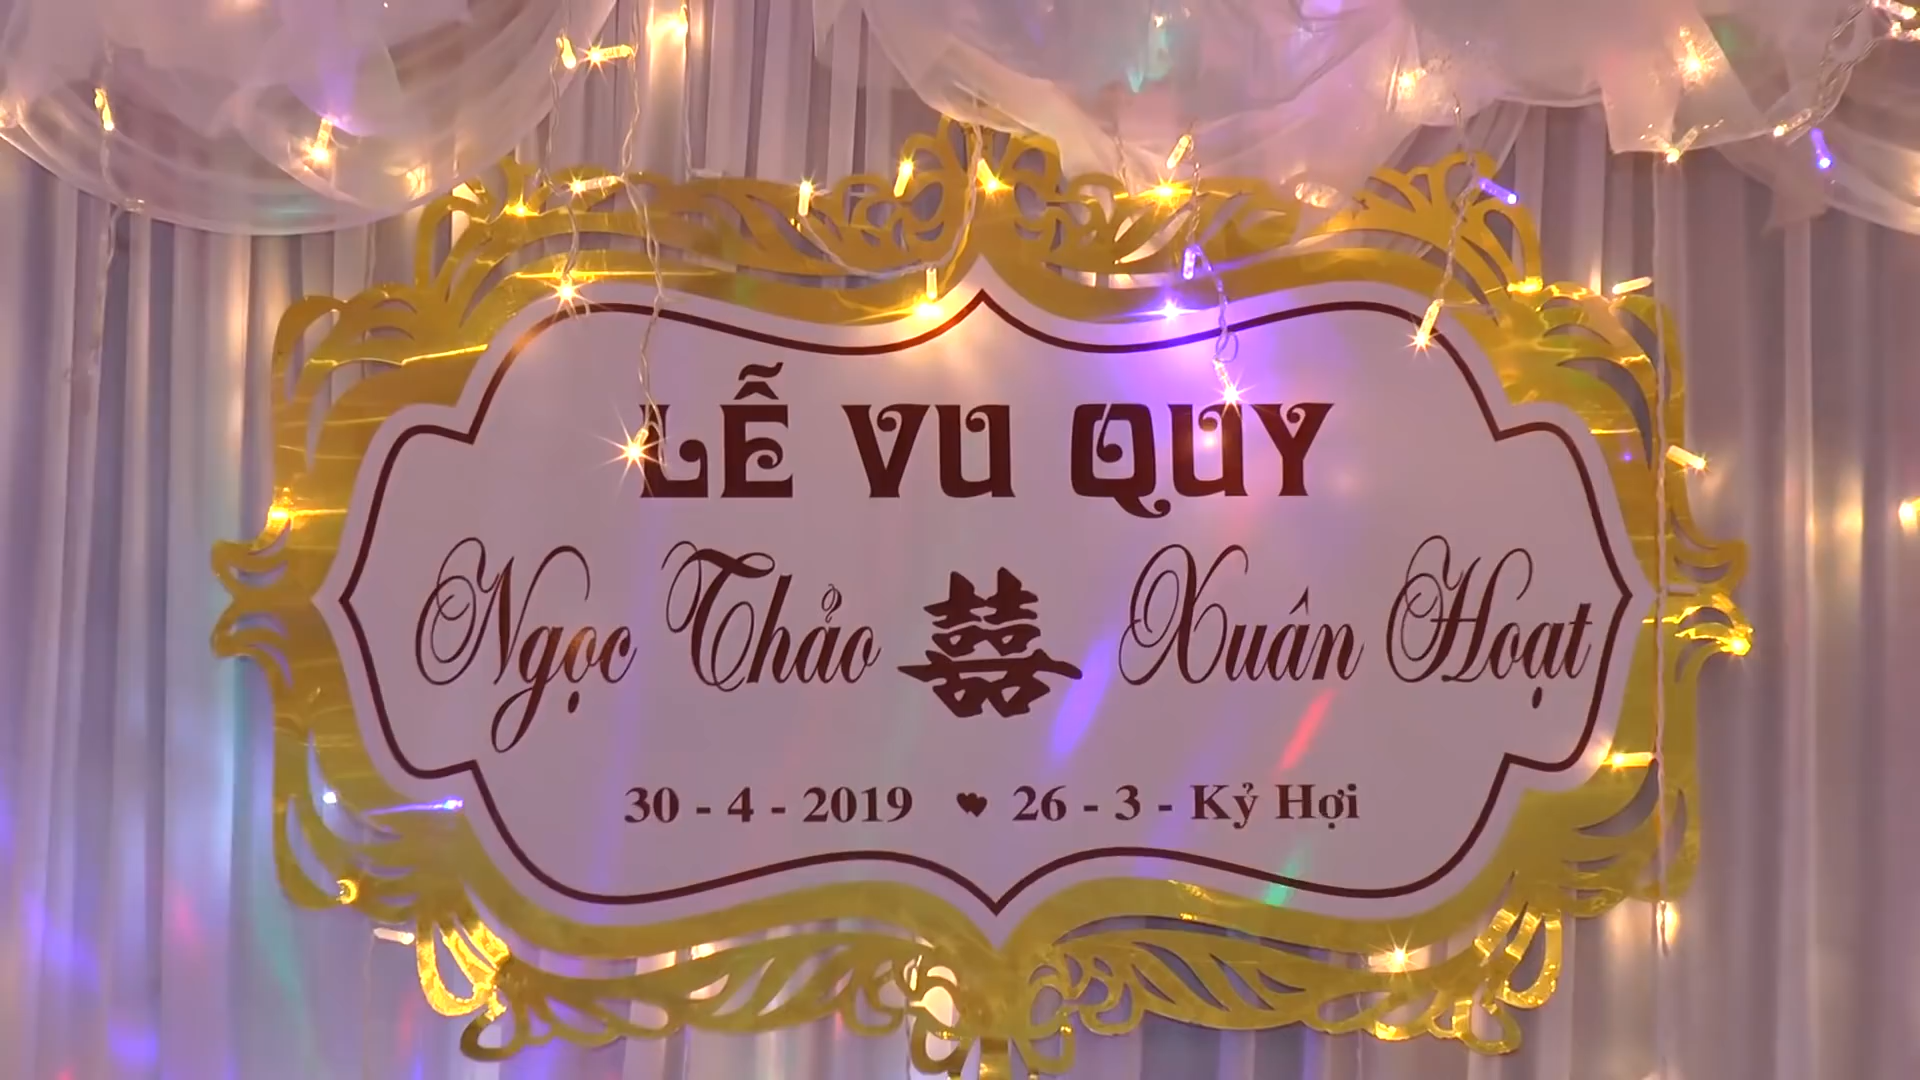 LỄ VU QUY
Ngọc Thảo 囍 Xuân Hoạt
30 - 4 - 2019 ♥ 26 - 3 - Kỷ Hợi